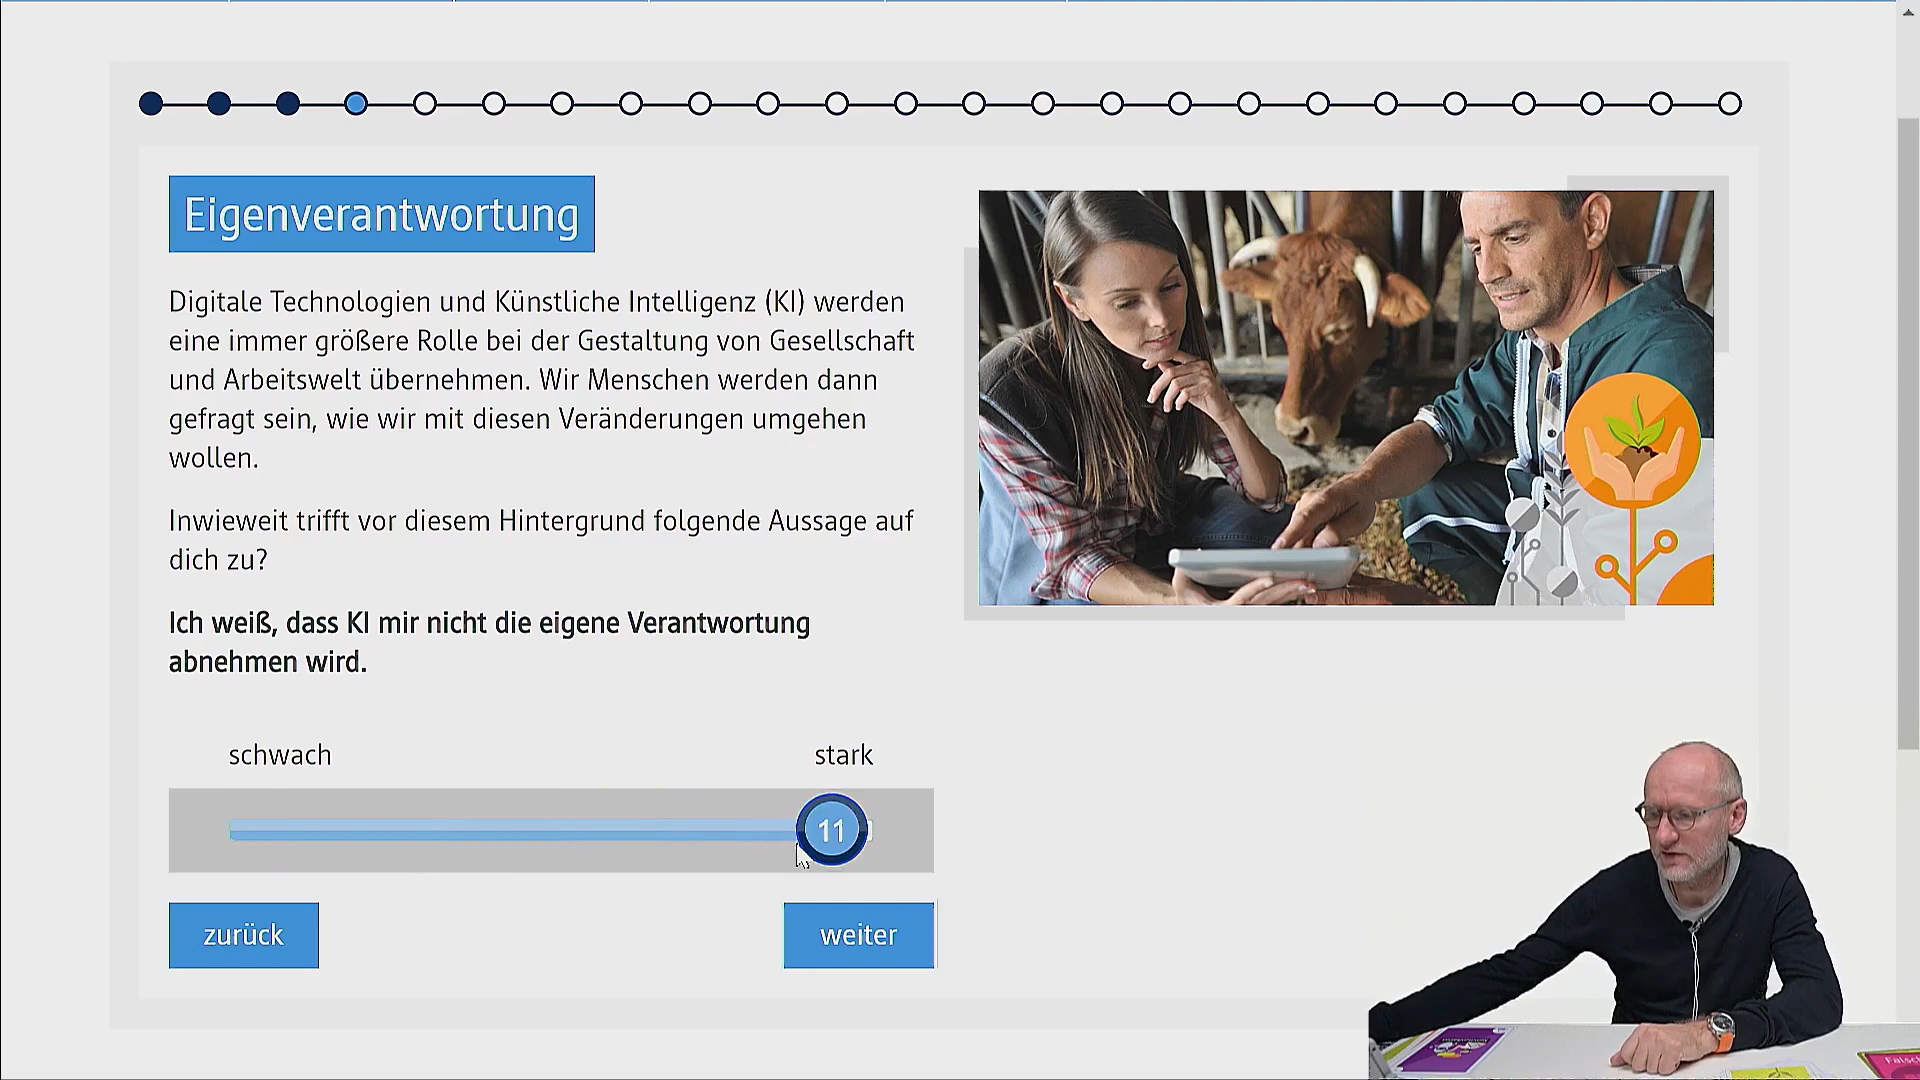 Eigenverantwortung
Digitale Technologien und Künstliche Intelligenz (KI) werden
eine immer größere Rolle bei der Gestaltung von Gesellschaft
und Arbeitswelt übernehmen. Wir Menschen werden dann
gefragt sein, wie wir mit diesen Veränderungen umgehen
wollen.
Inwieweit trifft vor diesem Hintergrund folgende Aussage auf
dich zu?
Ich weiß, dass KI mir nicht die eigene Verantwortung
abnehmen wird.
schwach stark
11
zurück weiter